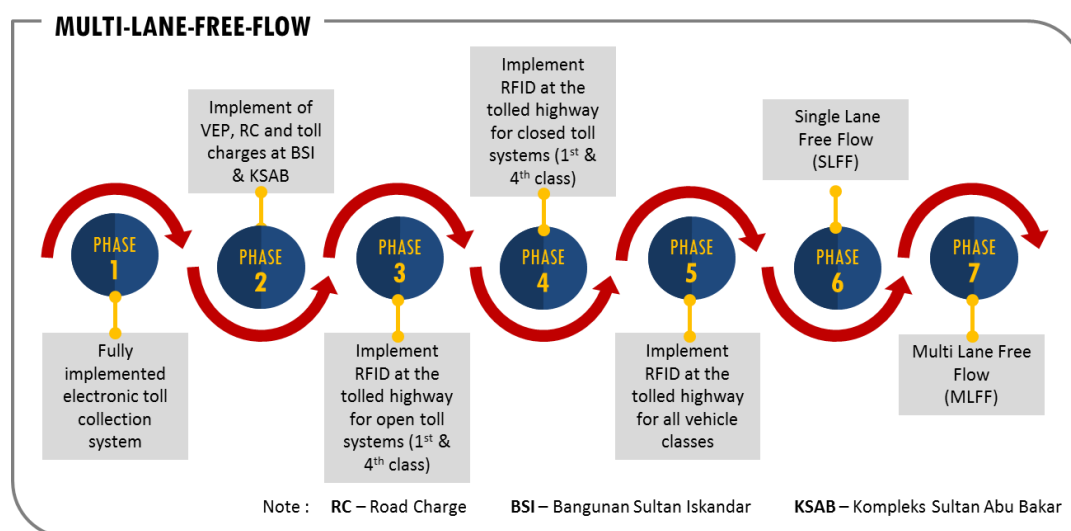 MULTI-LANE-FREE-FLOW
PHASE
1
Fully
implemented
electronic toll
collection
system
Implement of
VEP, RC and toll
charges at BSI
& KSAB
PHASE
2
PHASE
3
Implement
RFID at the
tolled highway
for open toll
systems (1st &
4th class)
Implement
RFID at the
tolled highway
for closed toll
systems (1st &
4th class)
PHASE
4
PHASE
5
Implement
RFID at the
tolled highway
for all vehicle
classes
Single Lane
Free Flow
(SLFF)
PHASE
6
PHASE
7
Multi Lane Free
Flow
(MLFF)
Note : RC – Road Charge BSI – Bangunan Sultan Iskandar KSAB – Kompleks Sultan Abu Bakar